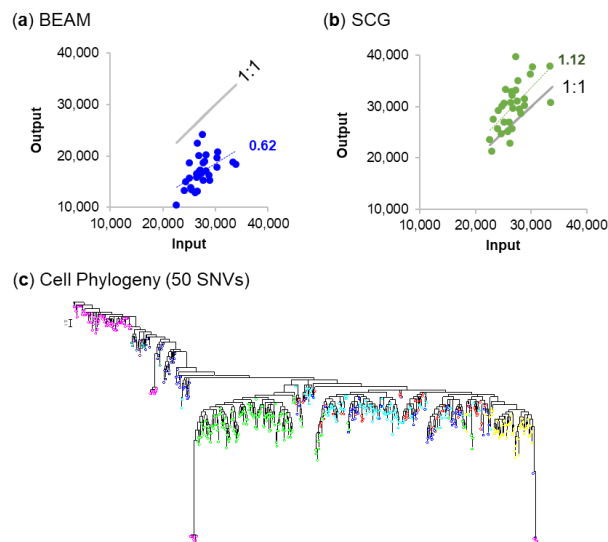 (a) BEAM
(b) SCG
40,000
30,000
20,000
10,000
Output
1:1
0.62
10,000 20,000 30,000 40,000
Input
40,000
30,000
20,000
10,000
Output
1.12
1:1
10,000 20,000 30,000 40,000
Input
(c) Cell Phylogeny (50 SNVs)